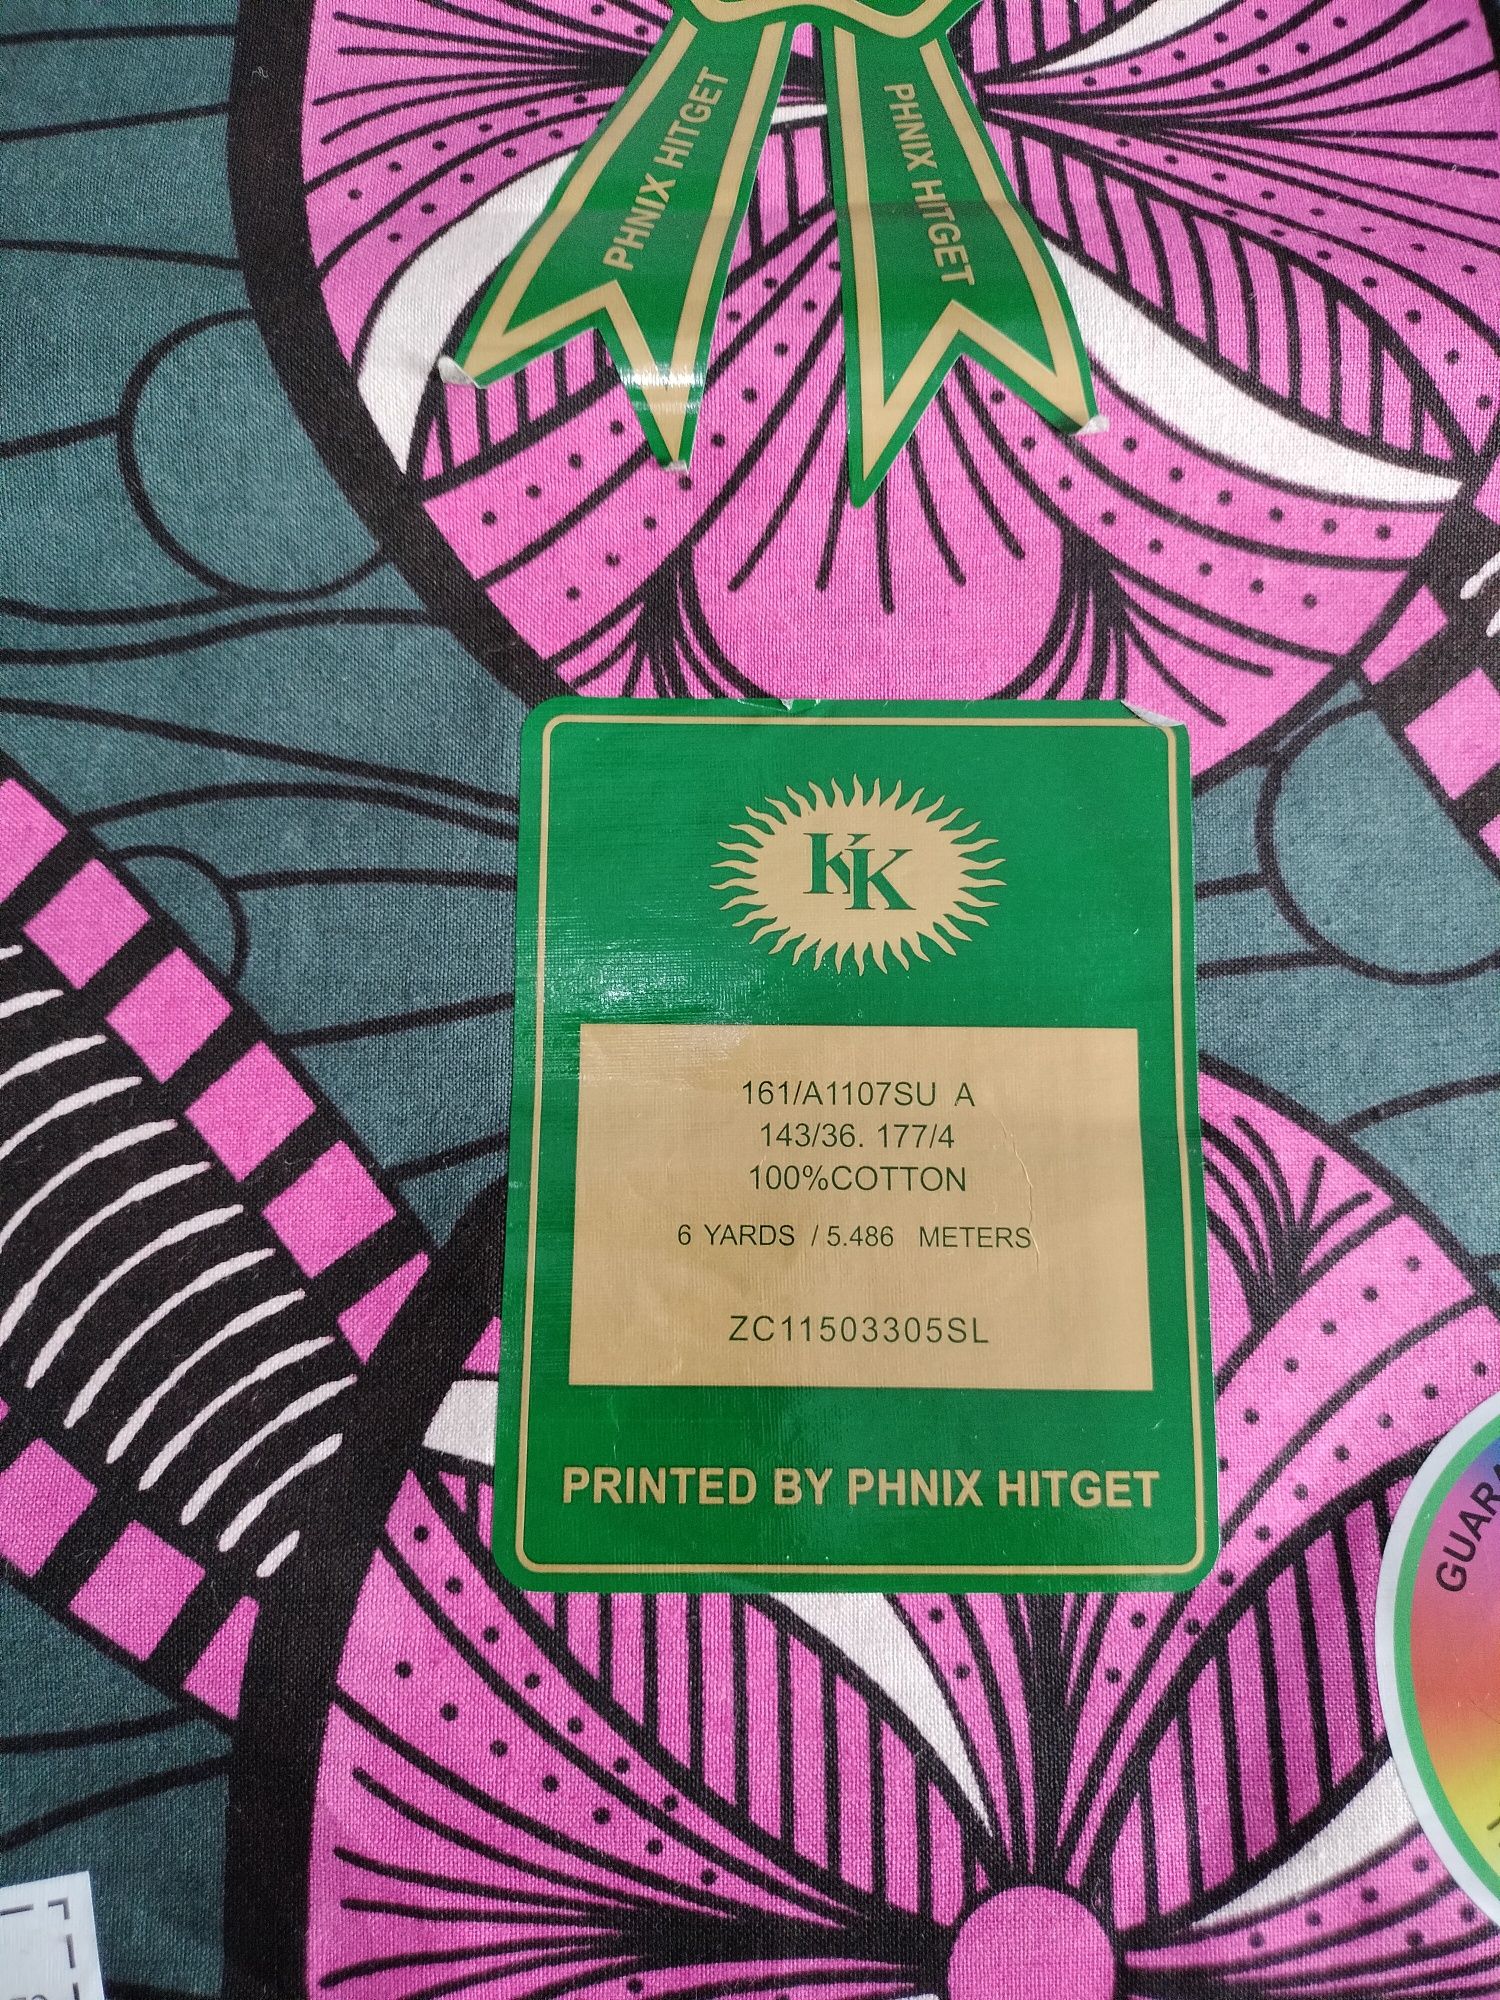 PHNIX HITGET
PHNIX HITGET
KK
161/A1107SU A
143/36. 177/4
100%COTTON
6 YARDS / 5.486 METERS
ZC11503305SL
PRINTED BY PHNIX HITGET